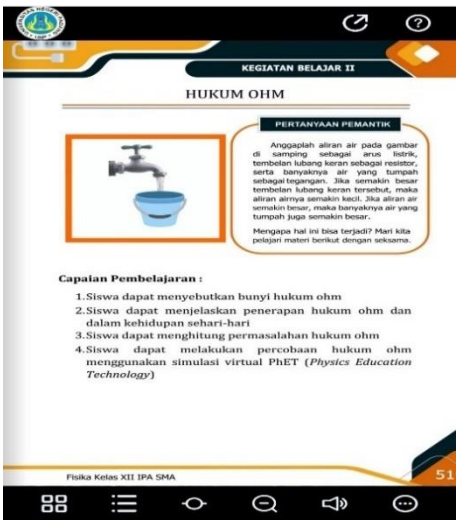 KEGIATAN BELAJAR II
HUKUM OHM
PERTANYAAN PEMANTIK
Anggaplah aliran air pada gambar
di samping sebagai arus listrik,
tembelan lubang keran sebagai resistor,
serta banyaknya air yang tumpah
sebagai tegangan. Jika semakin besar
tembelan lubang keran tersebut, maka
aliran airnya semakin kecil. Jika aliran air
semakin besar, maka banyaknya air yang
tumpah juga semakin besar.
Mengapa hal ini bisa terjadi? Mari kita
pelajari materi berikut dengan seksama.
Capaian Pembelajaran :
1.Siswa dapat menyebutkan bunyi hukum ohm
2.Siswa dapat menjelaskan penerapan hukum ohm dan
dalam kehidupan sehari-hari
3.Siswa dapat menghitung permasalahan hukum ohm
4.Siswa dapat melakukan percobaan hukum ohm
menggunakan simulasi virtual PhET (Physics Education
Technology)
Fisika Kelas XII IPA SMA
51